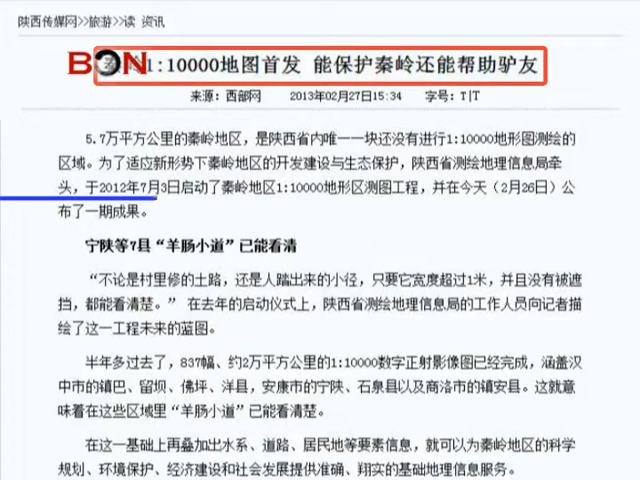 陕西传媒网>>旅游>>读 资讯
BON
1:10000地图首发 能保护秦岭还能帮助驴友
来源：西部网 2013年02月27日15:34 字号：T|T
5.7万平方公里的秦岭地区，是陕西省内唯一一块还没有进行1:10000地形图测绘的
区域。为了适应新形势下秦岭地区的开发建设与生态保护，陕西省测绘地理信息局牵
头，于2012年7月3日启动了秦岭地区1:10000地形区测图工程，并在今天（2月26日）公
布了一期成果。
宁陕等7县“羊肠小道”已能看清
“不论是村里修的土路，还是人踏出来的小径，只要它宽度超过1米，并且没有被遮
挡，都能看清楚。” 在去年的启动仪式上，陕西省测绘地理信息局的工作人员向记者描
绘了这一工程未来的蓝图。
半年多过去了，837幅、约2万平方公里的1:10000数字正射影像图已经完成，涵盖汉
中市的镇巴、留坝、佛坪、洋县，安康市的宁陕、石泉县以及商洛市的镇安县。这就意
味着在这些区域里“羊肠小道”已能看清。
在这一基础上再叠加出水系、道路、居民地等要素信息，就可以为秦岭地区的科学
规划、环境保护、经济建设和社会发展提供准确、翔实的基础地理信息服务。